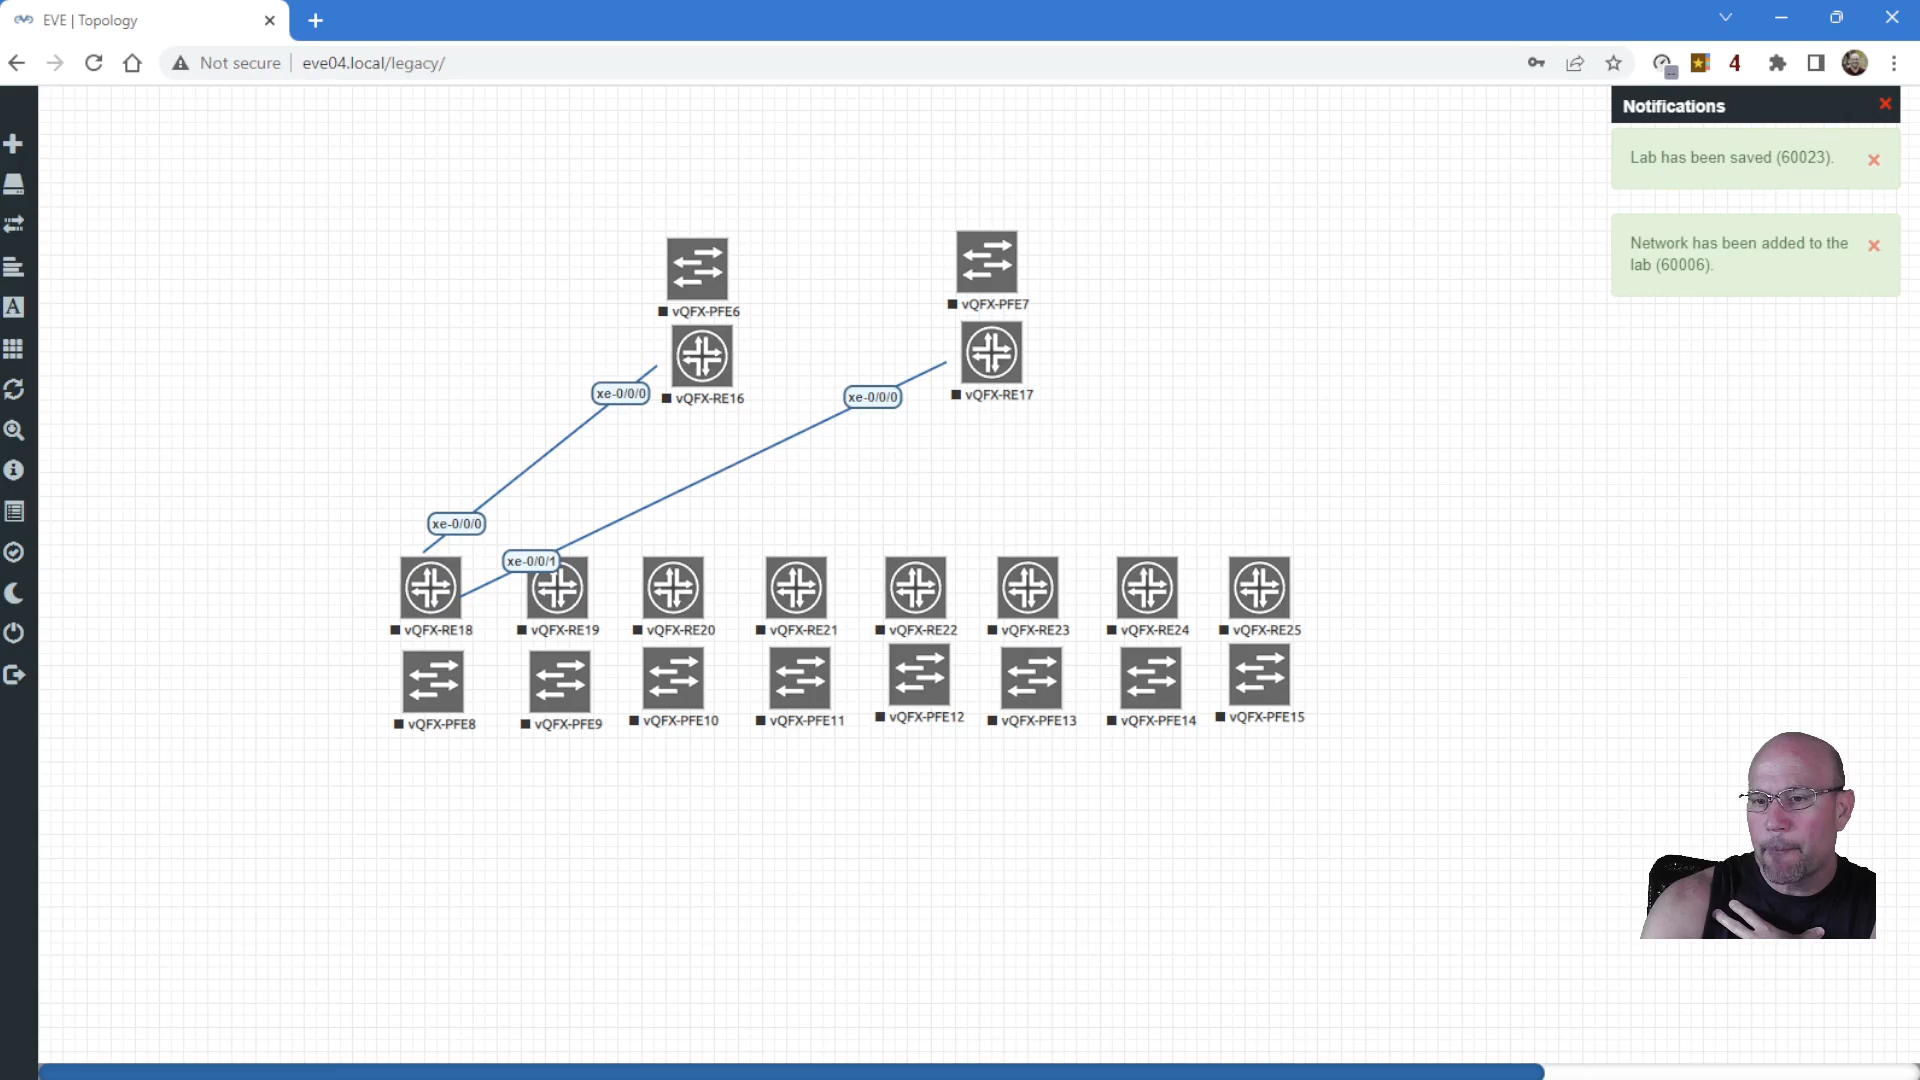 EVE | Topology
Not secure
eve04.local/legacy/
4
Notifications
Lab has been saved (60023).
Network has been added to the
lab (60006).
vQFX-PFE6
vQFX-PFE7
xe-0/0/0
vQFX-RE16
xe-0/0/0
vQFX-RE17
xe-0/0/0
xe-0/0/1
vQFX-RE18
vQFX-RE19
vQFX-RE20
vQFX-RE21
vQFX-RE22
vQFX-RE23
vQFX-RE24
vQFX-RE25
vQFX-PFE8
vQFX-PFE9
vQFX-PFE10
vQFX-PFE11
vQFX-PFE12
vQFX-PFE13
vQFX-PFE14
vQFX-PFE15